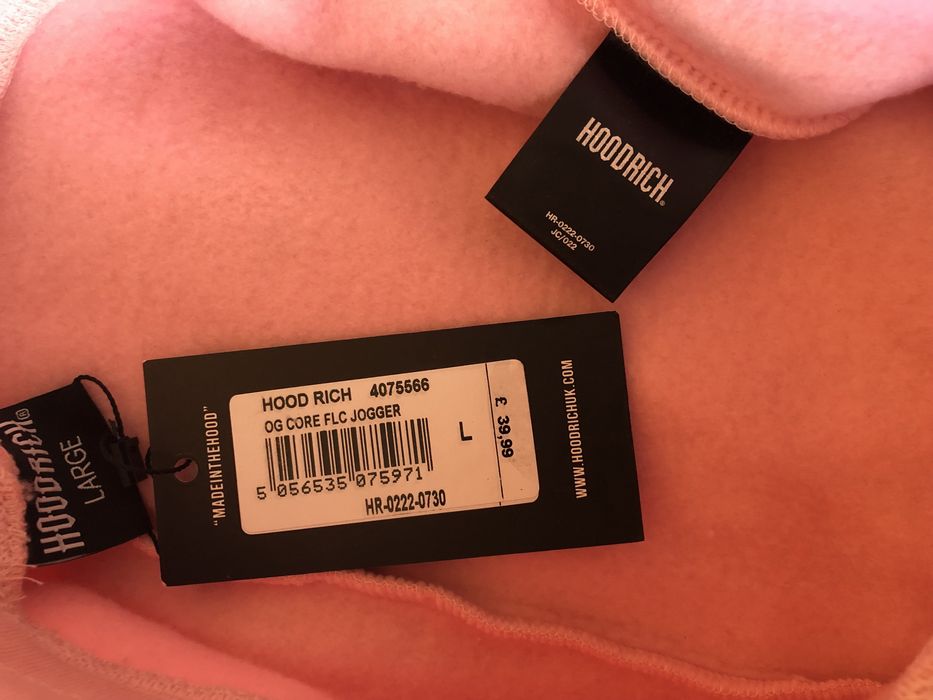 HOODRICH®
HR-0222-0730
JC/022
HOODRICH®
LARGE
"MADEINTHEHOOD"
HOOD RICH 4075566
OG CORE FLC JOGGER
L
5 056535 075971
HR-0222-0730
£ 39,99
WWW.HOODRICHUK.COM